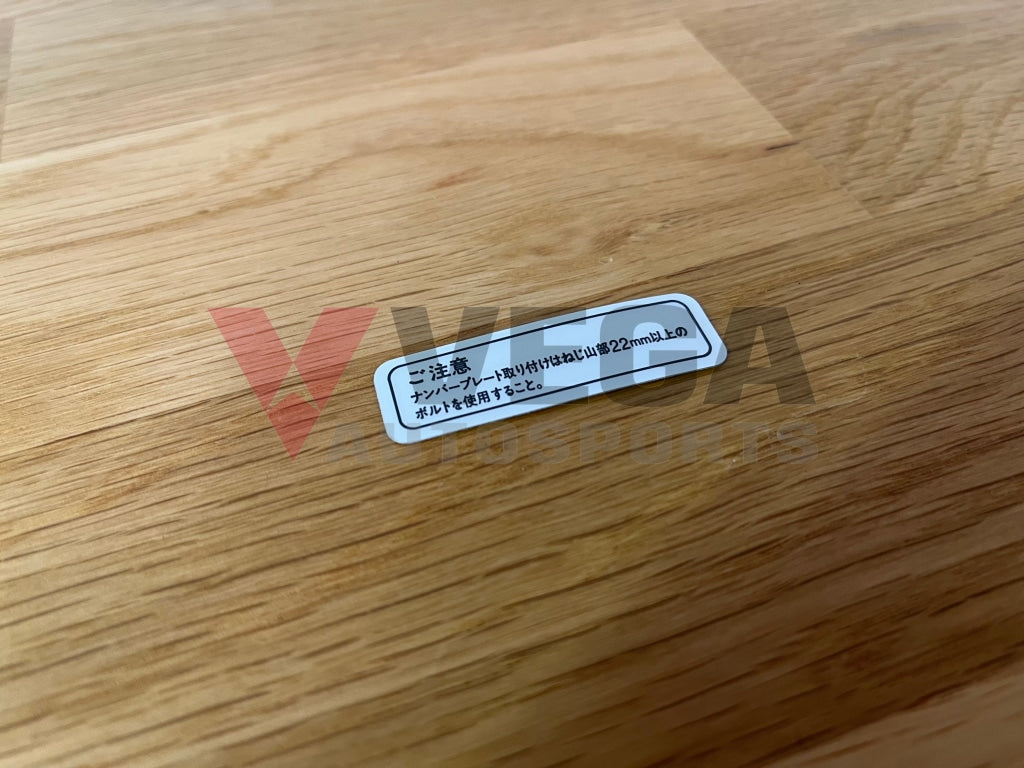 ご注意
ナンバープレート取り付けはねじ山部22mm以上の
ボルトを使用すること。
VEGA
AUTOSPORTS